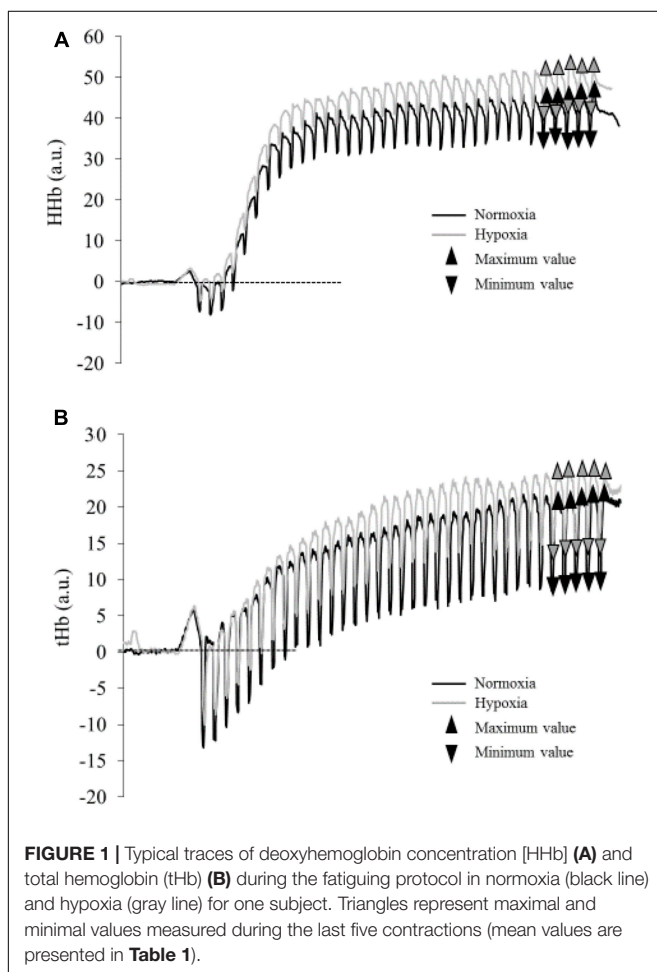 A
60
50
40
30
20
10
0
-10
-20
HHb (a.u.)
Normoxia
Hypoxia
Maximum value
Minimum value
B
30
25
20
15
10
5
0
-5
-10
-15
-20
tHb (a.u.)
Normoxia
Hypoxia
Maximum value
Minimum value
FIGURE 1 | Typical traces of deoxyhemoglobin concentration [HHb] (A) and
total hemoglobin (tHb) (B) during the fatiguing protocol in normoxia (black line)
and hypoxia (gray line) for one subject. Triangles represent maximal and
minimal values measured during the last five contractions (mean values are
presented in Table 1).